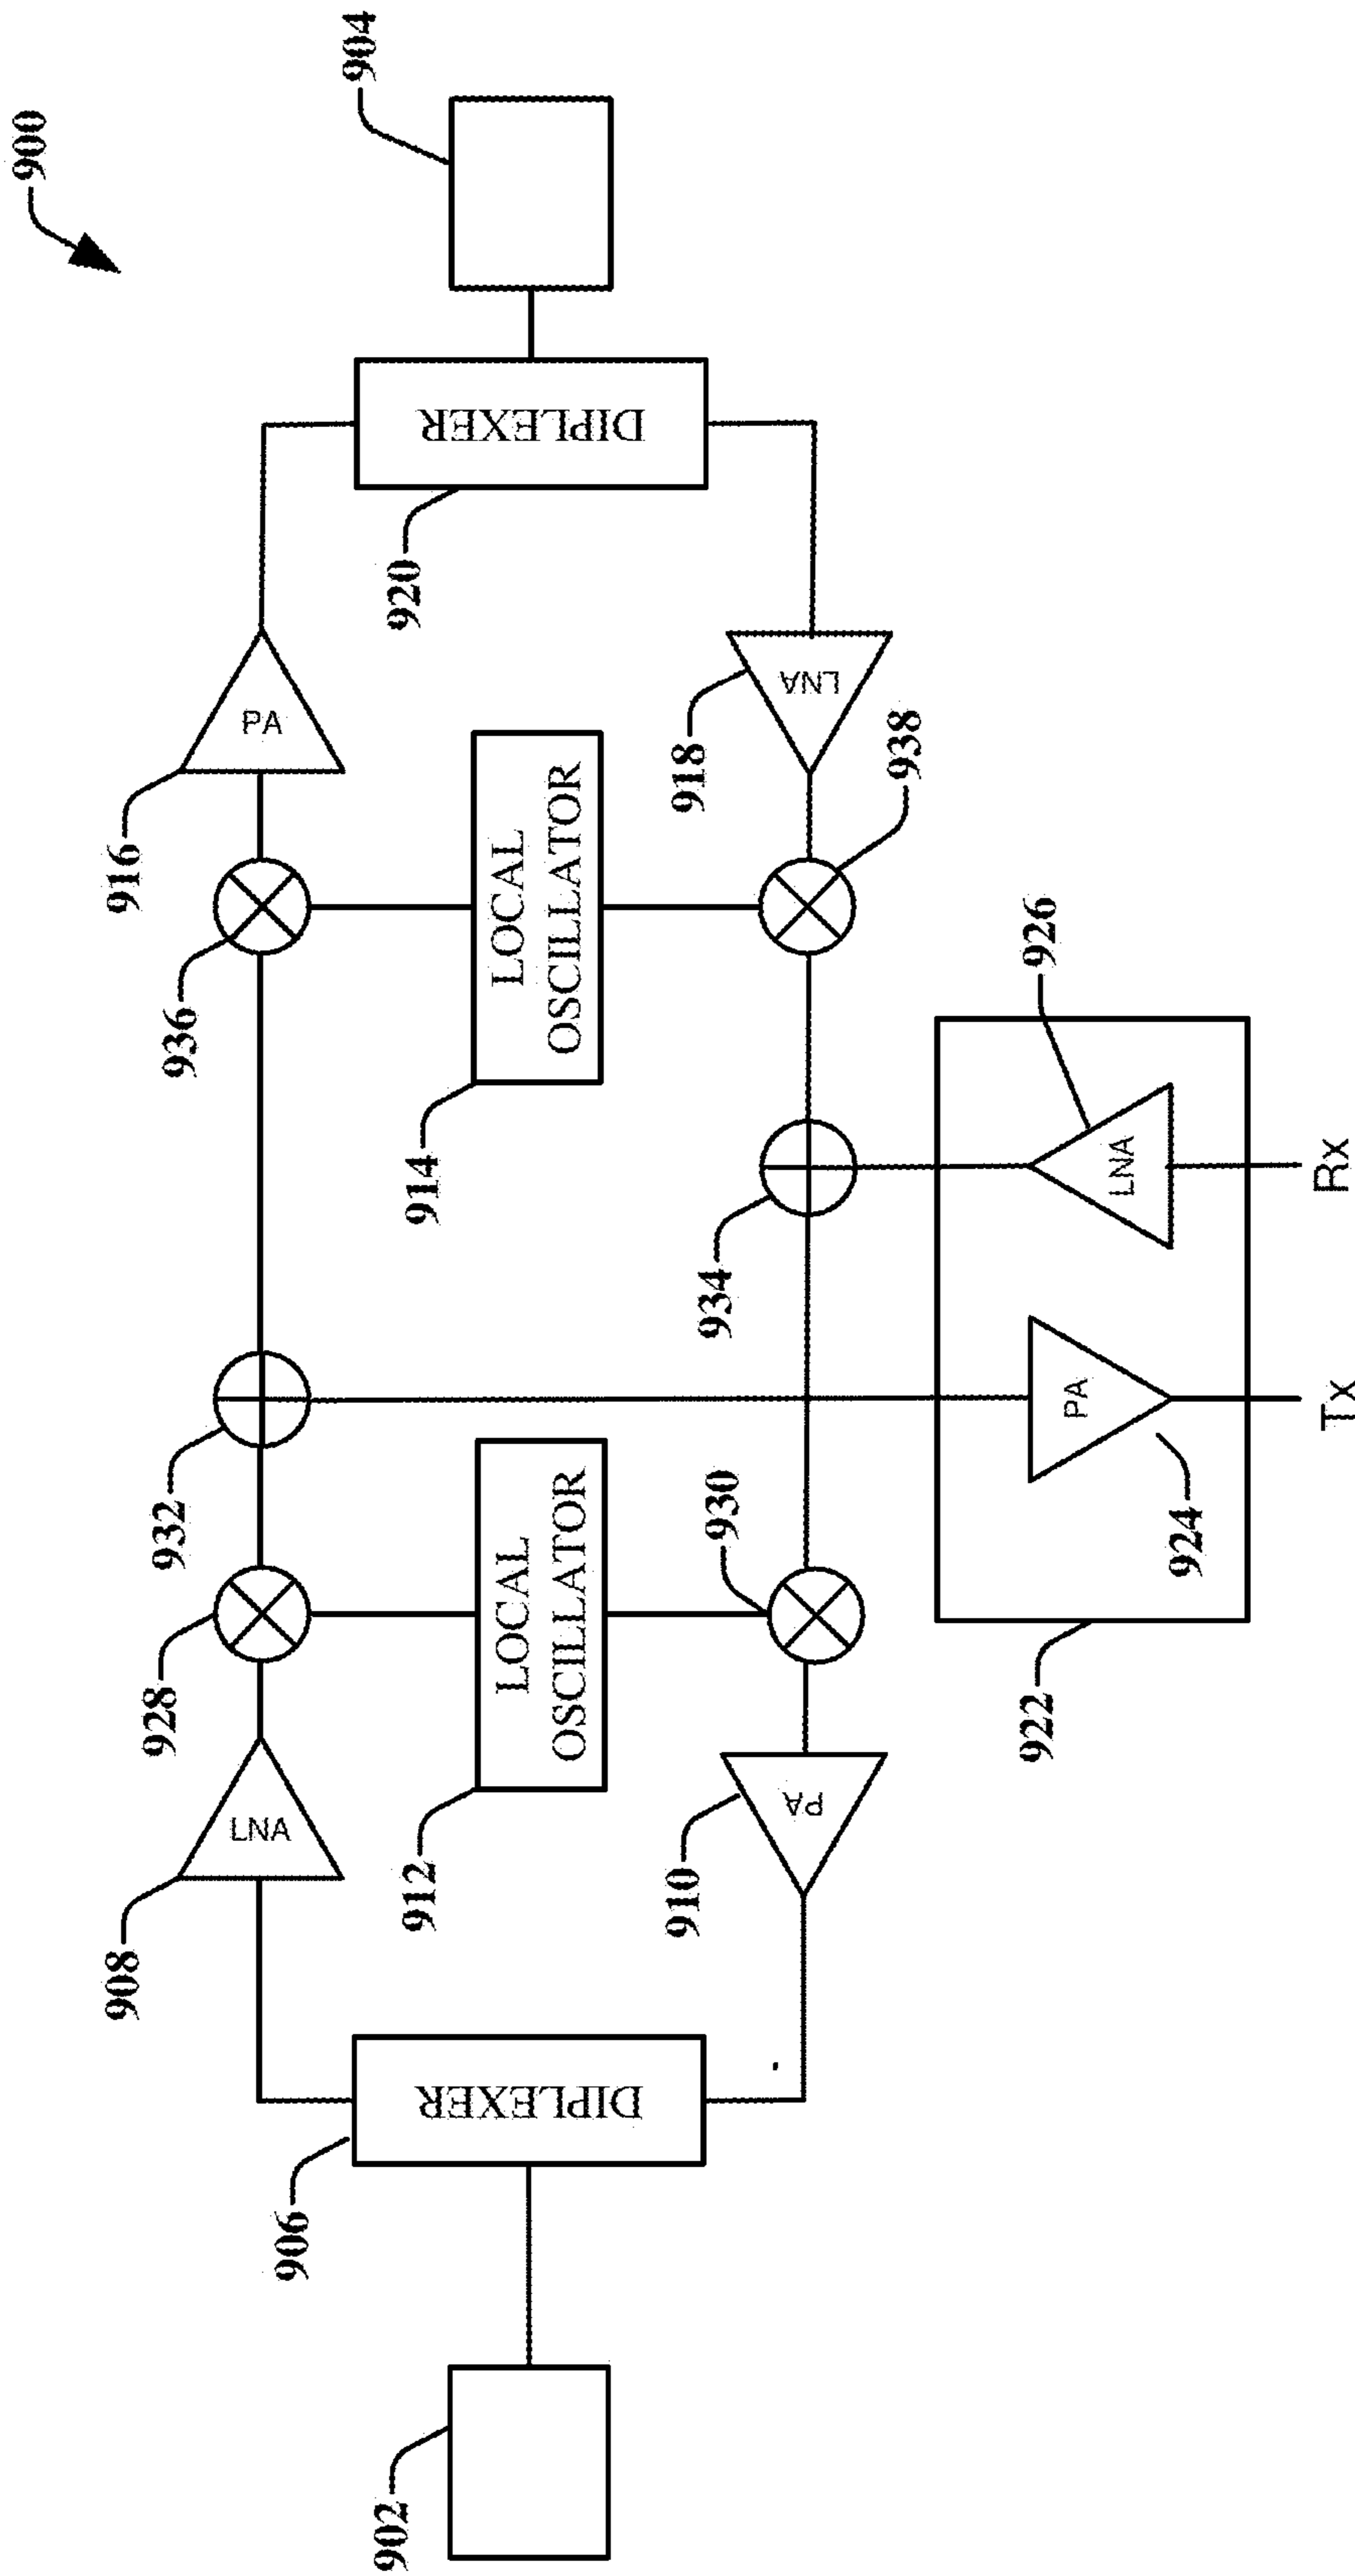 900
904
916
PA
936
920
DIPLEXER
932
914
LOCAL
OSCILLATOR
918
LNA
938
928
908
LNA
912
LOCAL
OSCILLATOR
934
930
926
LNA
Rx
906
DIPLEXER
910
PA
PA
924
Tx
922
902